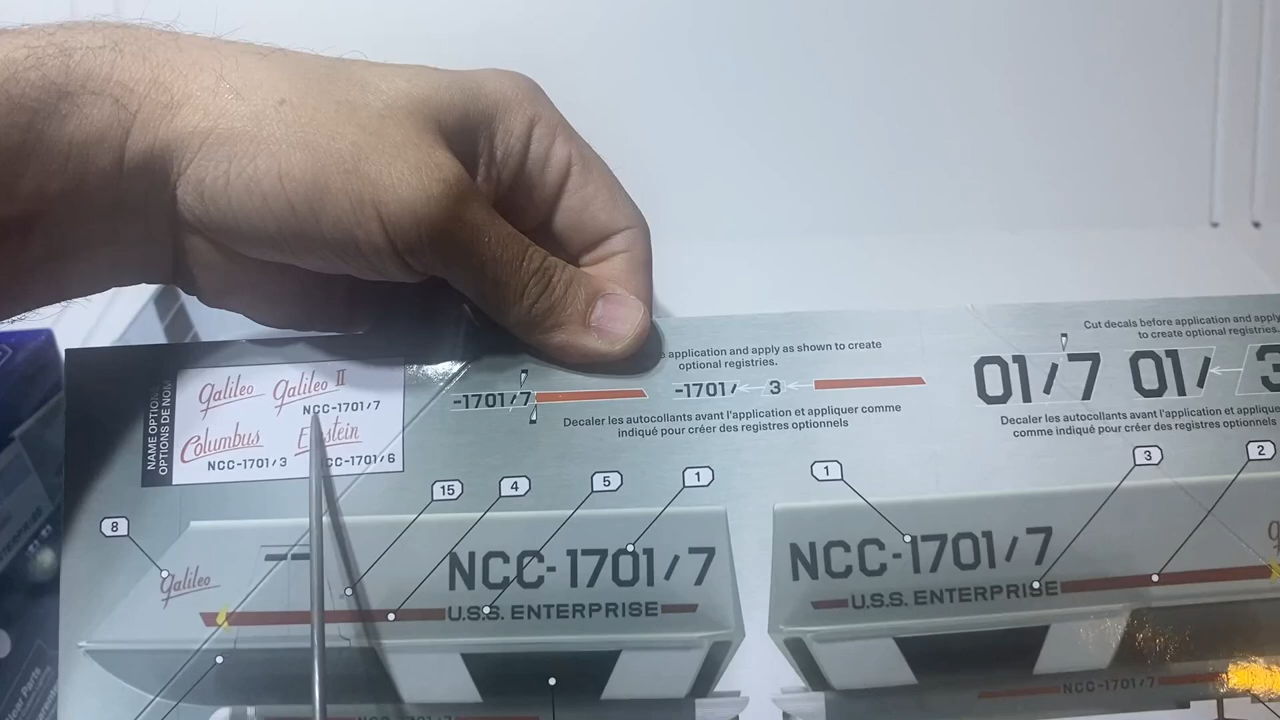 application and apply as shown to create
optional registries.
Cut decals before application and apply
to create optional registries
NAME OPTION
OPTIONS DE NOM
Galileo
Galileo II
NCC-1701/7
Columbus
NCC-1701/3
CC-1701/6
-1701/7
-1701/
3
Decaler les autocollants avant l'application et appliquer comme
indiqué pour créer des registres optionnels
01/7
01/
3
Decaler les autocollants avant l'application et appliquer
comme indiqué pour créer des registres optionnels
15
4
5
1
1
3
2
8
Galileo
NCC-1701/7
U.S.S. ENTERPRISE
NCC-1701/7
U.S.S. ENTERPRISE
NCC-1701/7